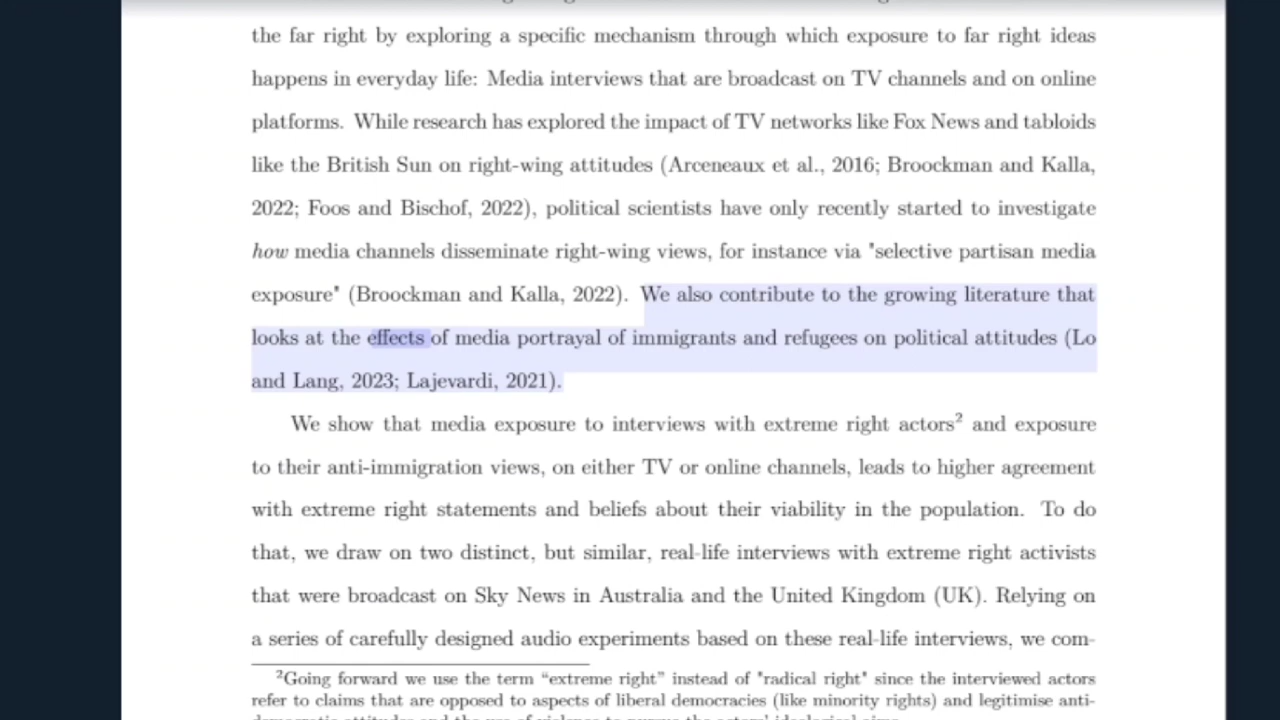 the far right by exploring a specific mechanism through which exposure to far right ideas
happens in everyday life: Media interviews that are broadcast on TV channels and on online
platforms. While research has explored the impact of TV networks like Fox News and tabloids
like the British Sun on right-wing attitudes (Arceneaux et al., 2016; Broockman and Kalla,
2022; Foos and Bischof, 2022), political scientists have only recently started to investigate
how media channels disseminate right-wing views, for instance via "selective partisan media
exposure" (Broockman and Kalla, 2022). We also contribute to the growing literature that
looks at the effects of media portrayal of immigrants and refugees on political attitudes (Lo
and Lang, 2023; Lajevardi, 2021).
We show that media exposure to interviews with extreme right actors² and exposure
to their anti-immigration views, on either TV or online channels, leads to higher agreement
with extreme right statements and beliefs about their viability in the population. To do
that, we draw on two distinct, but similar, real-life interviews with extreme right activists
that were broadcast on Sky News in Australia and the United Kingdom (UK). Relying on
a series of carefully designed audio experiments based on these real-life interviews, we com-
²Going forward we use the term “extreme right” instead of "radical right" since the interviewed actors
refer to claims that are opposed to aspects of liberal democracies (like minority rights) and legitimise anti-